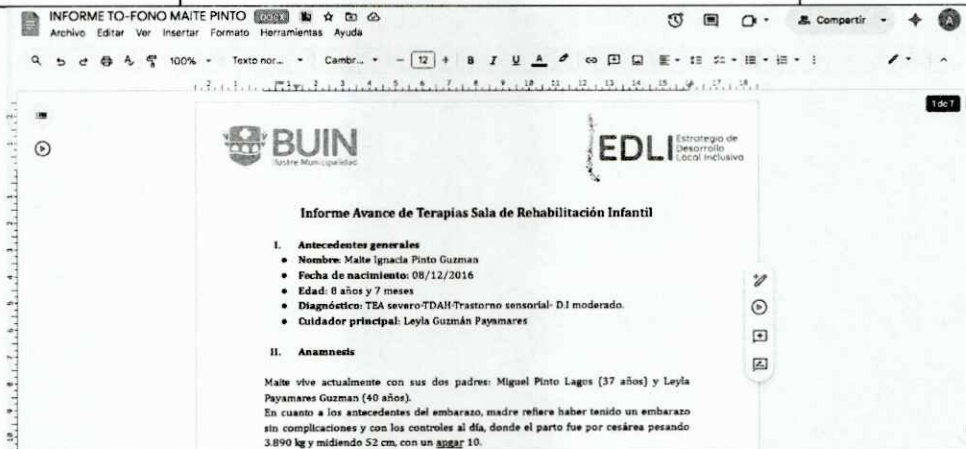 INFORME TO-FONO MAITE PINTO .DOCX
Compartir
A
Archivo Editar Ver Insertar Formato Herramientas Ayuda
100% Texto nor... Cambr... 12 B I U A
1 de 7
BUIN
Ilustre Municipalidad
EDLI Estrategia de
Desarrollo
Local Inclusivo
Informe Avance de Terapias Sala de Rehabilitación Infantil
I. Antecedentes generales
● Nombre: Maite Ignacia Pinto Guzman
● Fecha de nacimiento: 08/12/2016
● Edad: 8 años y 7 meses
● Diagnóstico: TEA severo-TDAH-Trastorno sensorial- D.I moderado.
● Cuidador principal: Leyla Guzmán Payamares
II. Anamnesis
Maite vive actualmente con sus dos padres: Miguel Pinto Lagos (37 años) y Leyla
Payamares Guzman (40 años).
En cuanto a los antecedentes del embarazo, madre refiere haber tenido un embarazo
sin complicaciones y con los controles al día, donde el parto fue por cesárea pesando
3.890 kg y midiendo 52 cm, con un apgar 10.